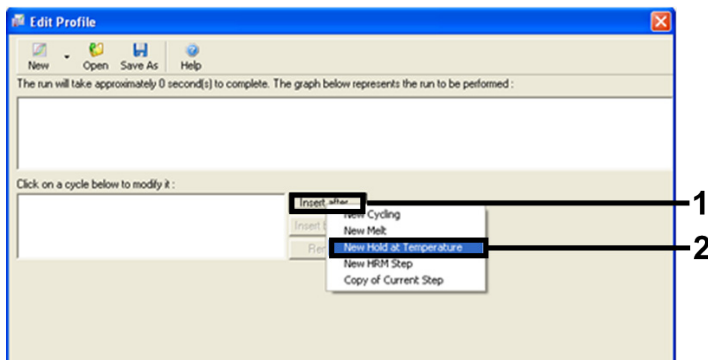 Edit Profile
New Open Save As Help
The run will take approximately 0 second(s) to complete. The graph below represents the run to be performed :
Click on a cycle below to modify it :
Insert after 1
New Cycling
Insert
New Melt
New Hold at Temperature 2
New HRM Step
Copy of Current Step